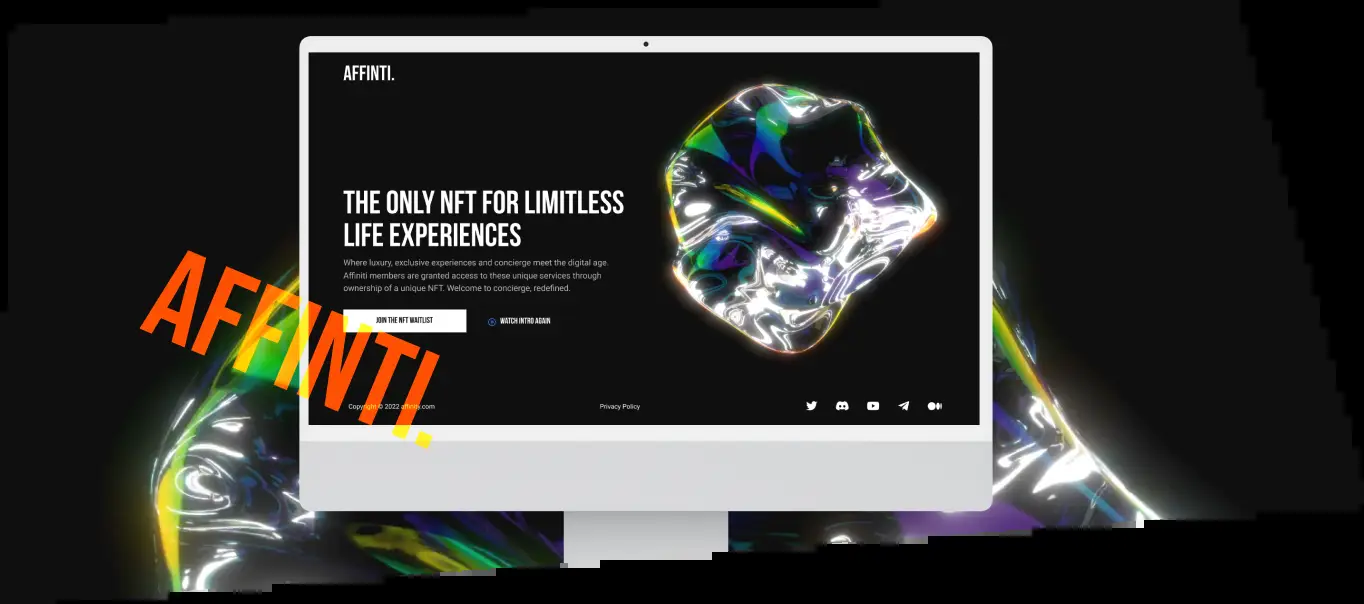 AFFINTI.
THE ONLY NFT FOR LIMITLESS
LIFE EXPERIENCES
Where luxury, exclusive experiences and concierge meet the digital age.
Affiniti members are granted access to these unique services through
ownership of a unique NFT. Welcome to concierge, redefined.
JOIN THE NFT WAITLIST
WATCH INTRO AGAIN
AFFINTI.
Copyright © 2022 affinity.com
Privacy Policy